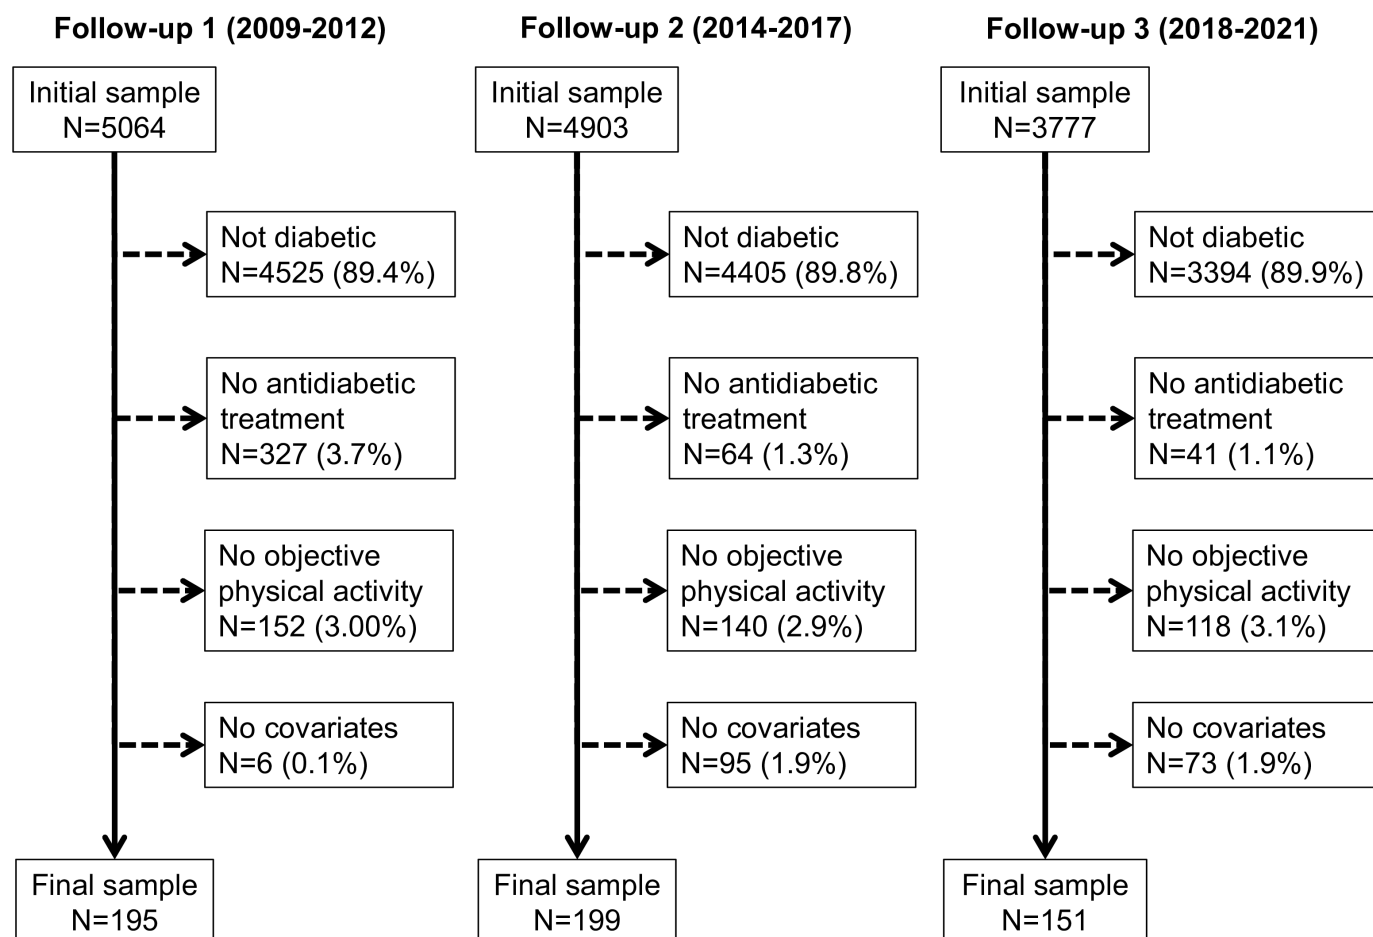 Follow-up 1 (2009-2012)
Initial sample
N=5064
Not diabetic
N=4525 (89.4%)
No antidiabetic
treatment
N=327 (3.7%)
No objective
physical activity
N=152 (3.00%)
No covariates
N=6 (0.1%)
Final sample
N=195
Follow-up 2 (2014-2017)
Initial sample
N=4903
Not diabetic
N=4405 (89.8%)
No antidiabetic
treatment
N=64 (1.3%)
No objective
physical activity
N=140 (2.9%)
No covariates
N=95 (1.9%)
Final sample
N=199
Follow-up 3 (2018-2021)
Initial sample
N=3777
Not diabetic
N=3394 (89.9%)
No antidiabetic
treatment
N=41 (1.1%)
No objective
physical activity
N=118 (3.1%)
No covariates
N=73 (1.9%)
Final sample
N=151